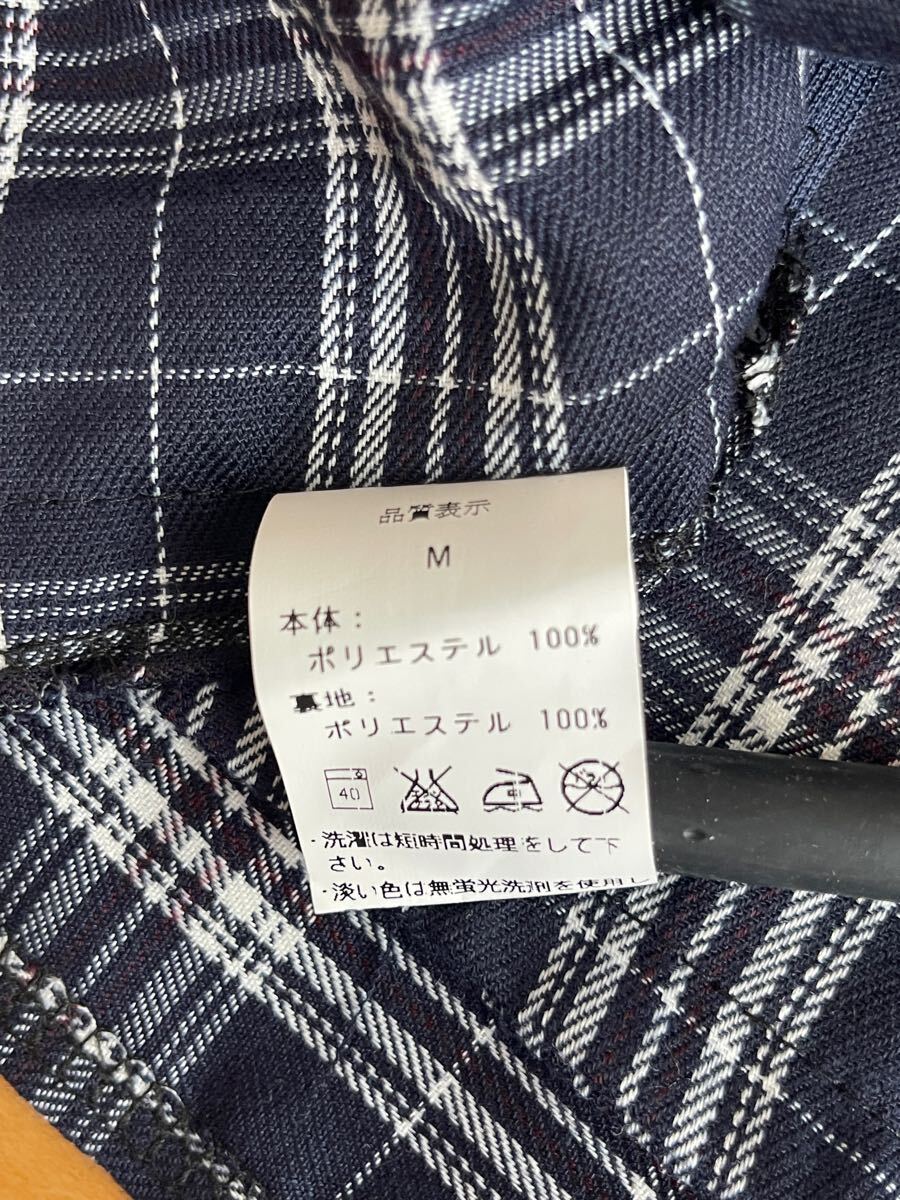 品質表示
M
本体：
ポリエステル 100%
裏地：
ポリエステル 100%
40
・洗濯は短時間処理をして下
さい。
・淡い色は無蛍光洗剤を使用し